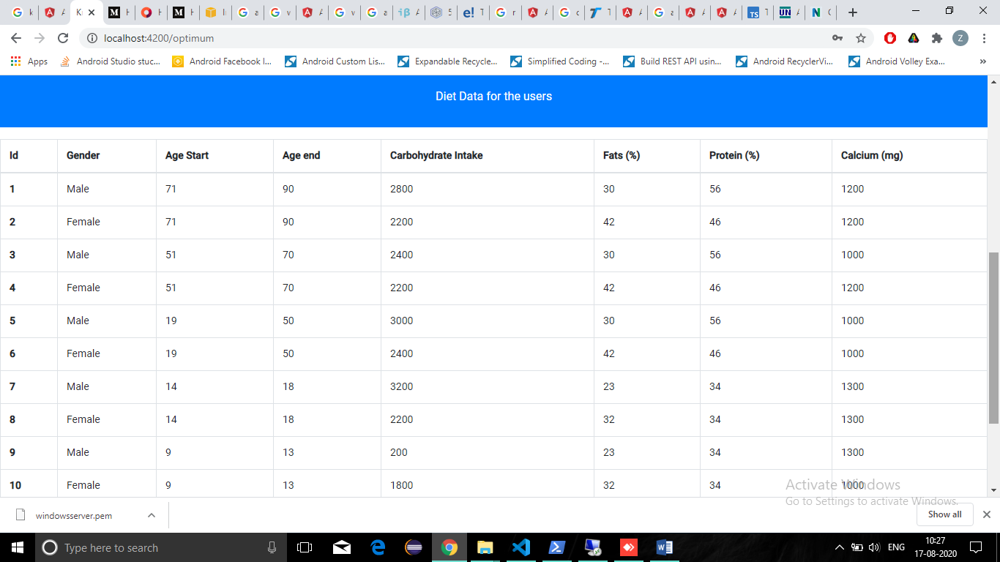 localhost:4200/optimum
Apps Android Studio stuc... Android Facebook I... Android Custom Lis... Expandable Recycle... Simplified Coding -... Build REST API usin... Android RecyclerVi... Android Volley Exa... »
Diet Data for the users
Id Gender Age Start Age end Carbohydrate Intake Fats (%) Protein (%) Calcium (mg)
1 Male 71 90 2800 30 56 1200
2 Female 71 90 2200 42 46 1200
3 Male 51 70 2400 30 56 1000
4 Female 51 70 2200 42 46 1200
5 Male 19 50 3000 30 56 1000
6 Female 19 50 2400 42 46 1000
7 Male 14 18 3200 23 34 1300
8 Female 14 18 2200 32 34 1300
9 Male 9 13 200 23 34 1300
10 Female 9 13 1800 32 34 1000
Activate Windows
Go to Settings to activate Windows.
windowsserver.pem
Show all
Type here to search
ENG
10:27
17-08-2020